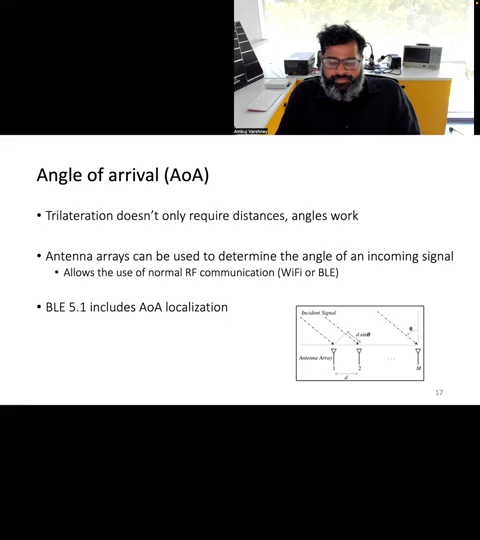 Ambuj Varshney
Angle of arrival (AoA)
• Trilateration doesn't only require distances, angles work
• Antenna arrays can be used to determine the angle of an incoming signal
• Allows the use of normal RF communication (WiFi or BLE)
• BLE 5.1 includes AoA localization
Incident Signal
d sinθ
θ
Antenna Array
1 2 ... M
d
17